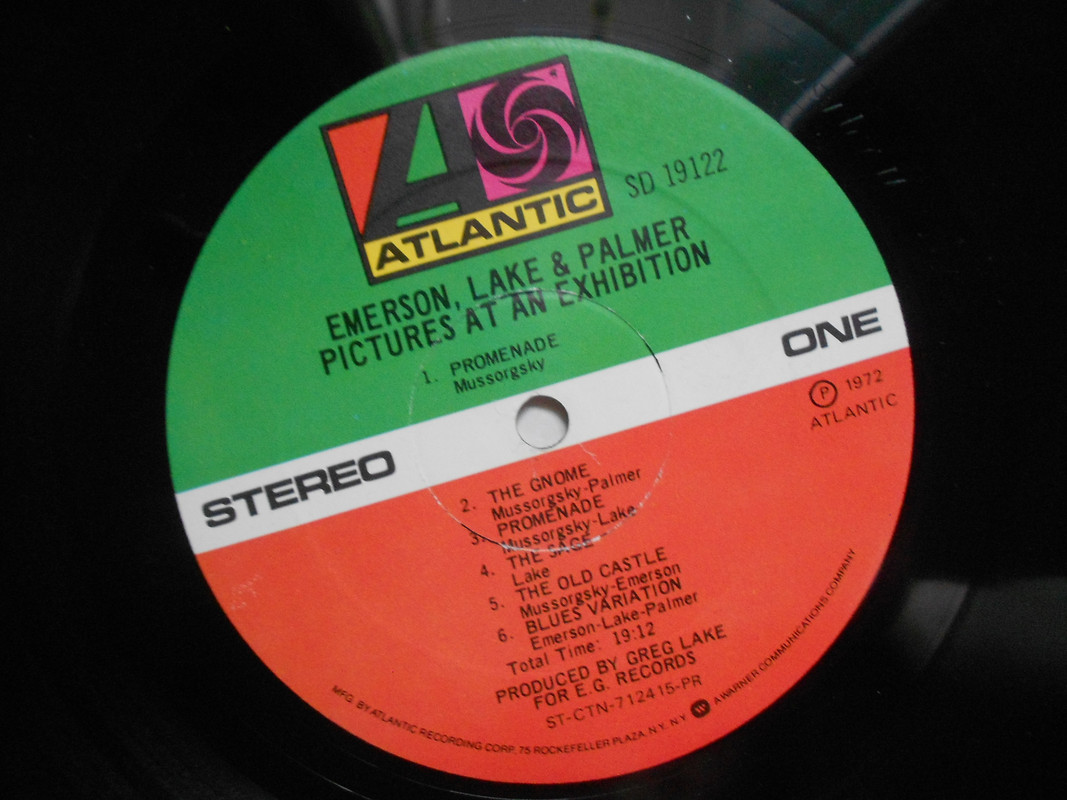 ATLANTIC
SD 19122
EMERSON, LAKE & PALMER
PICTURES AT AN EXHIBITION
1. PROMENADE
Mussorgsky
STEREO
ONE
Ⓟ 1972
ATLANTIC
2. THE GNOME
Mussorgsky-Palmer
3. PROMENADE
Mussorgsky-Lake
4. THE SAGE
Lake
5. THE OLD CASTLE
Mussorgsky-Emerson
6. BLUES VARIATION
Emerson-Lake-Palmer
Total Time: 19:12
PRODUCED BY GREG LAKE
FOR E.G. RECORDS
ST-CTN-712415-PR
MFG. BY ATLANTIC RECORDING CORP., 75 ROCKEFELLER PLAZA, N.Y. N.Y. W A WARNER COMMUNICATIONS COMPANY